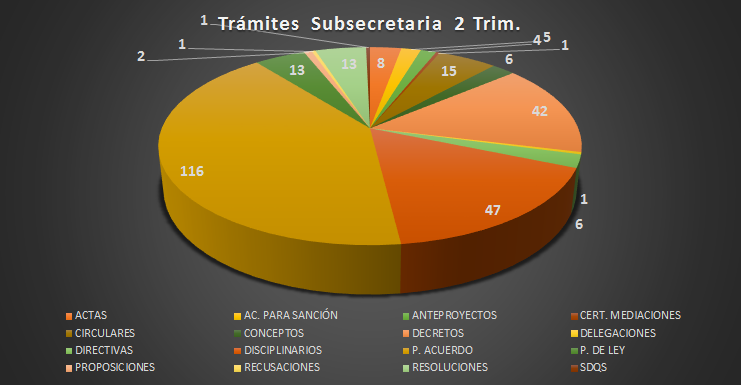 Trámites Subsecretaria 2 Trim.
1
1
2
13
13
8
4
5
1
15
6
42
1
6
47
116
ACTAS
AC. PARA SANCIÓN
ANTEPROYECTOS
CERT. MEDIACIONES
CIRCULARES
CONCEPTOS
DECRETOS
DELEGACIONES
DIRECTIVAS
DISCIPLINARIOS
P. ACUERDO
P. DE LEY
PROPOSICIONES
RECUSACIONES
RESOLUCIONES
SDQS